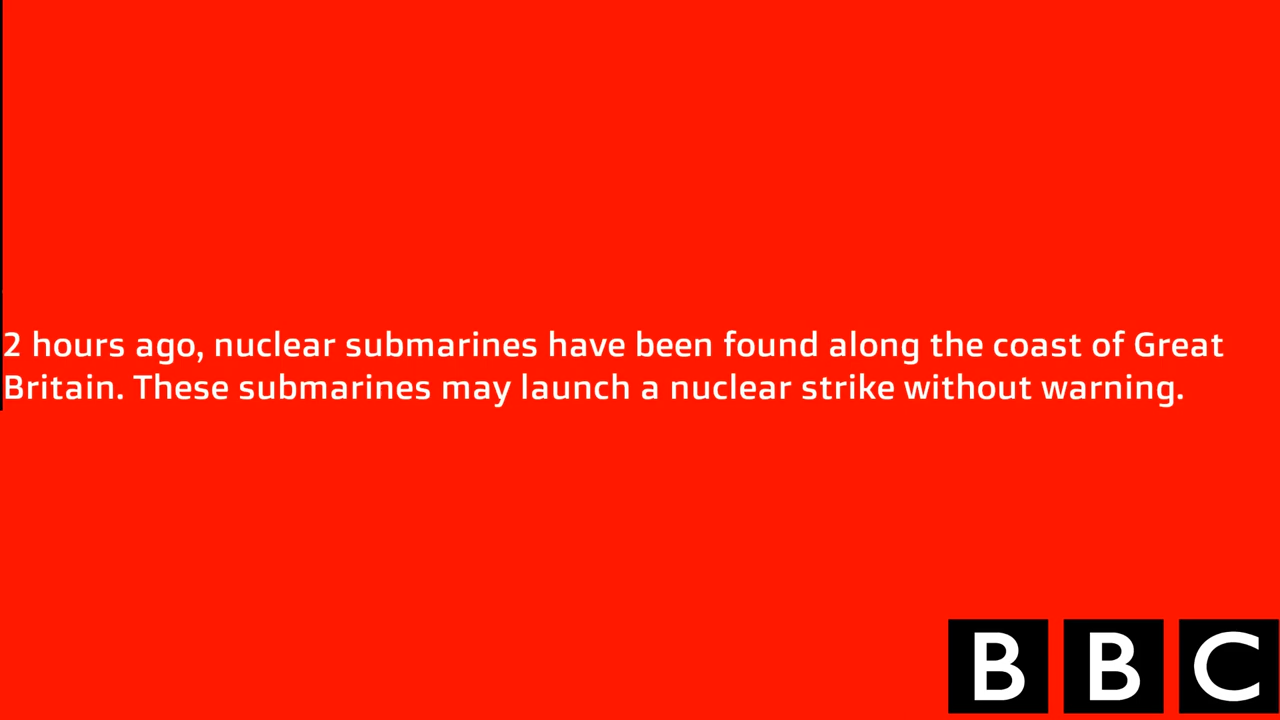 2 hours ago, nuclear submarines have been found along the coast of Great
Britain. These submarines may launch a nuclear strike without warning.
BBC